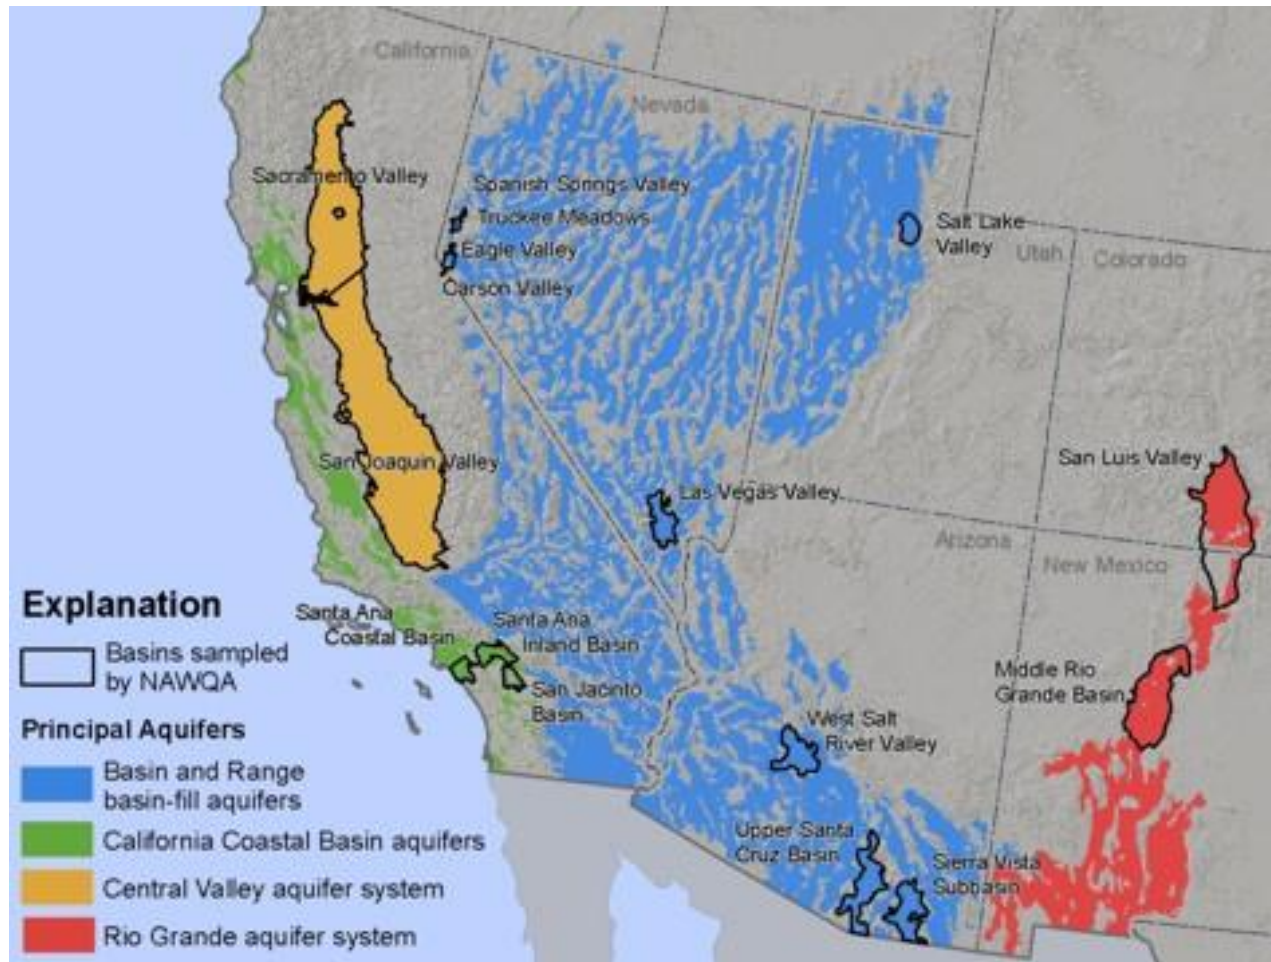 California
Nevada
Sacramento Valley
Spanish Springs Valley
Truckee Meadows
Eagle Valley
Carson Valley
Salt Lake
Valley
Utah
Colorado
San Joaquin Valley
San Luis Valley
Las Vegas Valley
Arizona
New Mexico
Explanation
Basins sampled
by NAWQA
Santa Ana
Coastal Basin
Santa Ana
Inland Basin
San Jacinto
Basin
Middle Rio
Grande Basin
West Salt
River Valley
Principal Aquifers
Basin and Range
basin-fill aquifers
California Coastal Basin aquifers
Central Valley aquifer system
Rio Grande aquifer system
Upper Santa
Cruz Basin
Sierra Vista
Subbasin